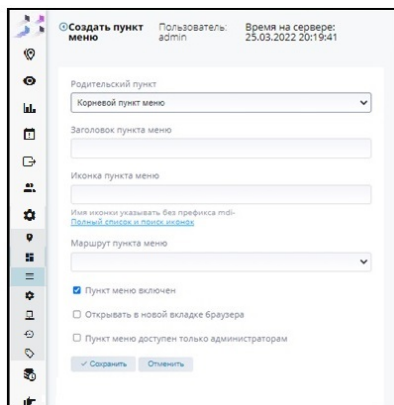 Создать пункт меню
Пользователь: admin
Время на сервере: 25.03.2022 20:19:41
Родительский пункт
Корневой пункт меню
Заголовок пункта меню
Иконка пункта меню
Имя иконки указывать без префикса mdi-
Полный список и поиск иконок
Маршрут пункта меню
Пункт меню включен
Открывать в новой вкладке браузера
Пункт меню доступен только администраторам
Сохранить Отменить